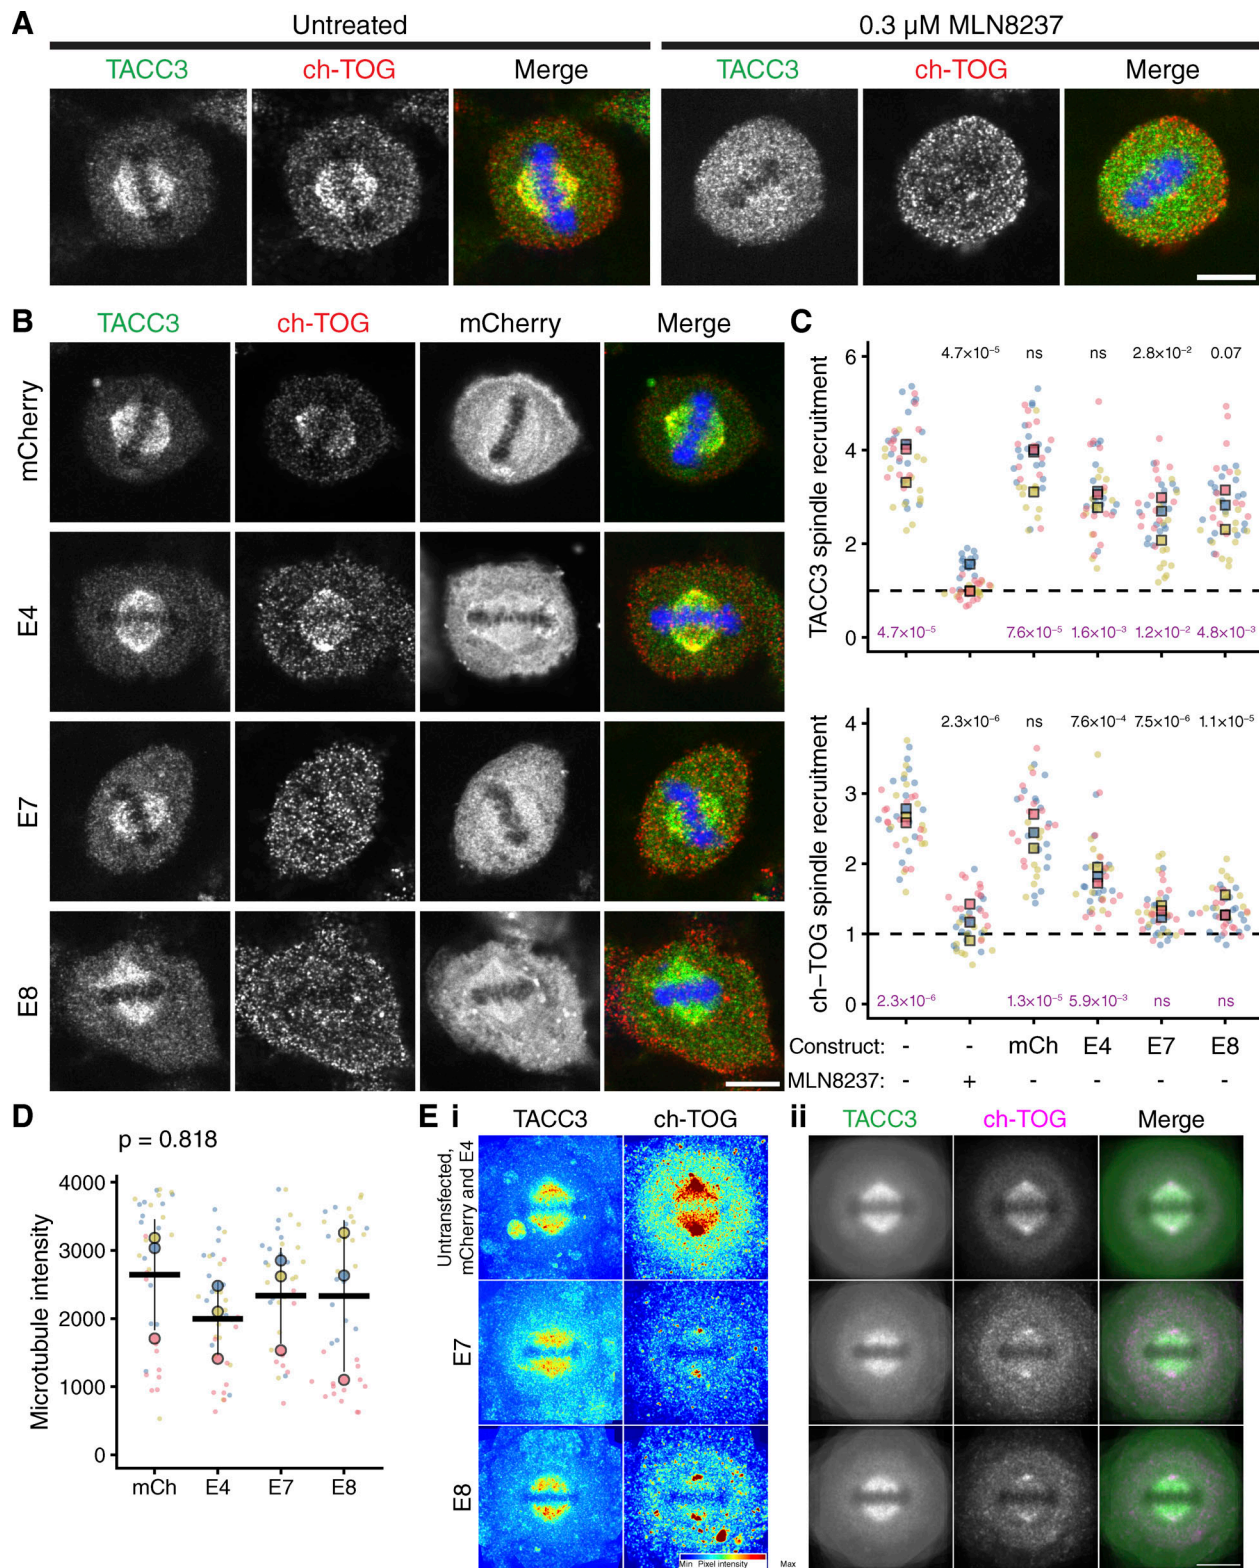 A
Untreated 0.3 µM MLN8237
TACC3 ch-TOG Merge TACC3 ch-TOG Merge
B
TACC3 ch-TOG mCherry Merge
mCherry
E4
E7
E8
C
TACC3 spindle recruitment
6
4
2
0
4.7×10⁻⁵ ns ns 2.8×10⁻² 0.07
4.7×10⁻⁵ 7.6×10⁻⁵ 1.6×10⁻³ 1.2×10⁻² 4.8×10⁻³
ch–TOG spindle recruitment
4
3
2
1
0
2.3×10⁻⁶ ns 7.6×10⁻⁴ 7.5×10⁻⁶ 1.1×10⁻⁵
2.3×10⁻⁶ 1.3×10⁻⁵ 5.9×10⁻³ ns ns
Construct: - - mCh E4 E7 E8
MLN8237: - + - - - -
D
p = 0.818
Microtubule intensity
4000
3000
2000
1000
0
mCh E4 E7 E8
E i TACC3 ch-TOG
Untransfected,
mCherry and E4
E7
E8
Min Pixel intensity Max
ii TACC3 ch-TOG Merge